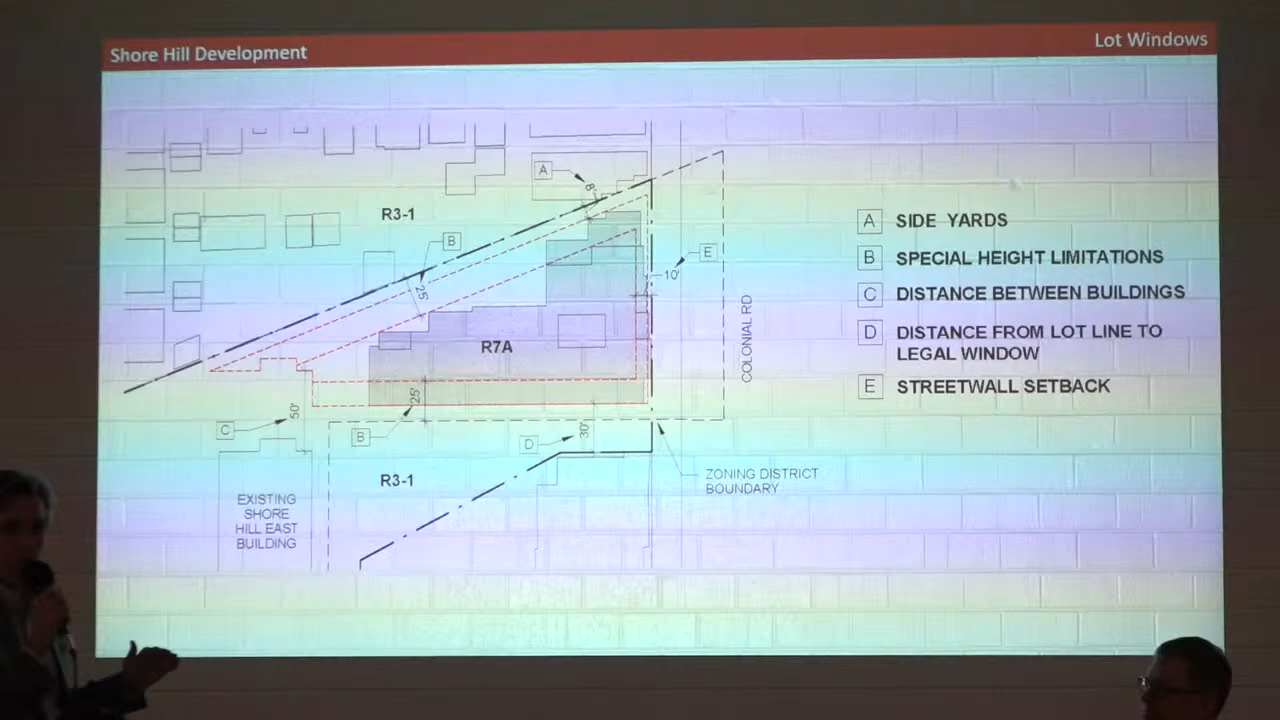 Shore Hill Development
Lot Windows
A
8'
R3-1
A SIDE YARDS
B
E
B SPECIAL HEIGHT LIMITATIONS
10'
25'
C DISTANCE BETWEEN BUILDINGS
D DISTANCE FROM LOT LINE TO
LEGAL WINDOW
R7A
COLONIAL RD
E STREETWALL SETBACK
25'
50'
C
B
D
30'
R3-1
ZONING DISTRICT
BOUNDARY
EXISTING
SHORE
HILL EAST
BUILDING